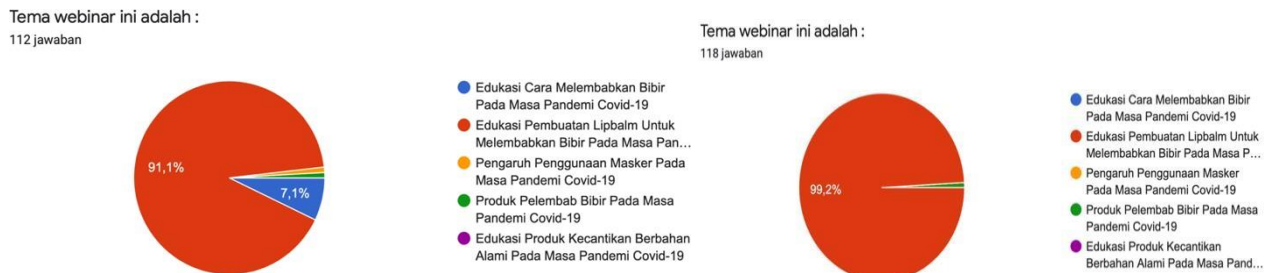 Tema webinar ini adalah :
112 jawaban
91,1%
7,1%
Edukasi Cara Melembabkan Bibir
Pada Masa Pandemi Covid-19
Edukasi Pembuatan Lipbalm Untuk
Melembabkan Bibir Pada Masa Pan...
Pengaruh Penggunaan Masker Pada
Masa Pandemi Covid-19
Produk Pelembab Bibir Pada Masa
Pandemi Covid-19
Edukasi Produk Kecantikan Berbahan
Alami Pada Masa Pandemi Covid-19
Tema webinar ini adalah :
118 jawaban
99,2%
Edukasi Cara Melembabkan Bibir
Pada Masa Pandemi Covid-19
Edukasi Pembuatan Lipbalm Untuk
Melembabkan Bibir Pada Masa P...
Pengaruh Penggunaan Masker
Pada Masa Pandemi Covid-19
Produk Pelembab Bibir Pada Masa
Pandemi Covid-19
Edukasi Produk Kecantikan
Berbahan Alami Pada Masa Pand...